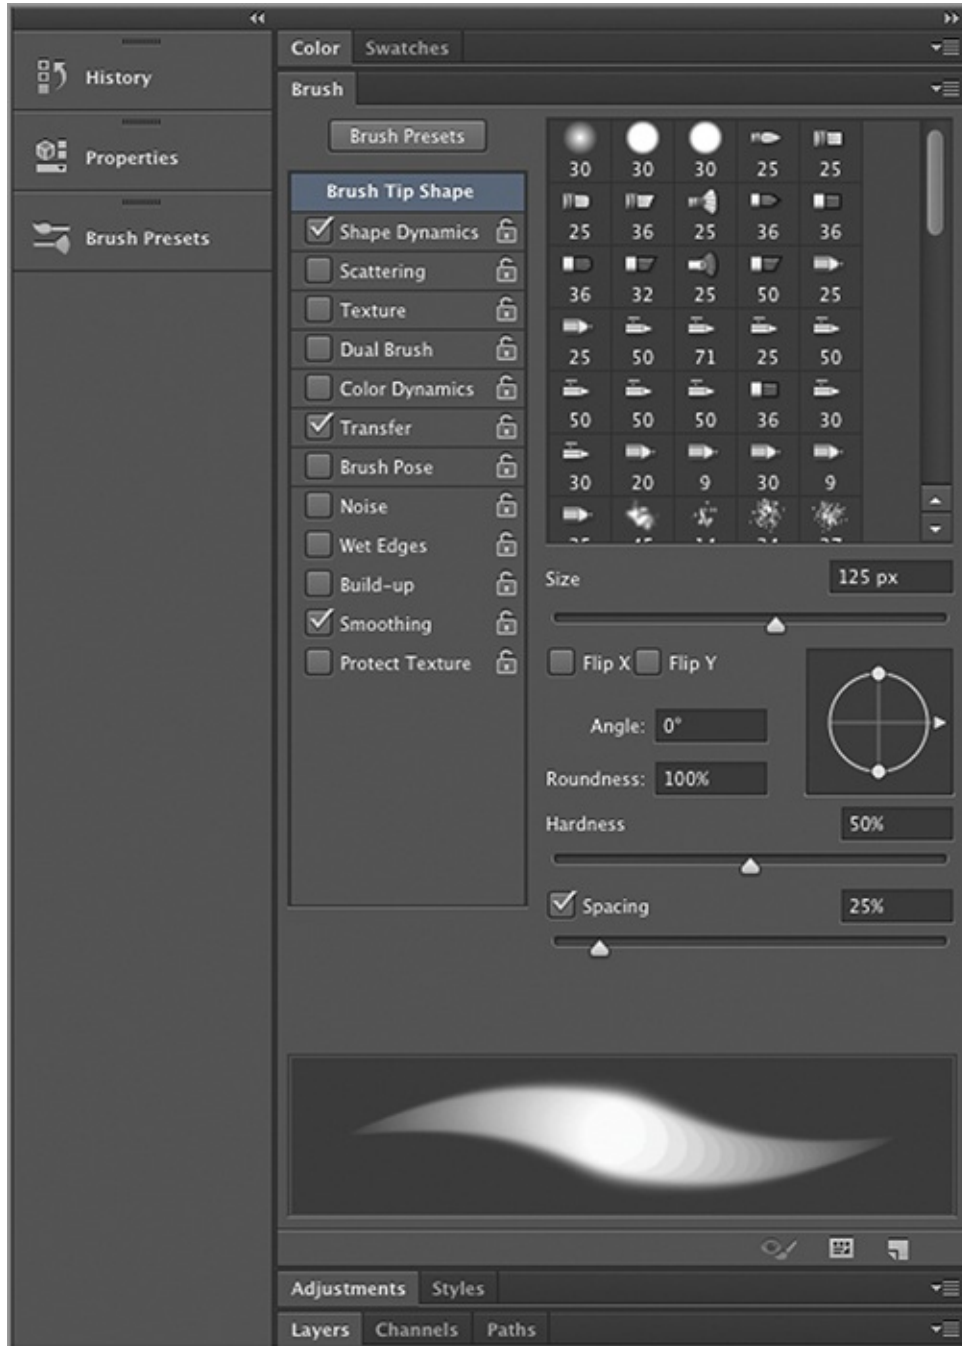 History
Properties
Brush Presets
Color Swatches
Brush
Brush Presets
Brush Tip Shape
Shape Dynamics
Scattering
Texture
Dual Brush
Color Dynamics
Transfer
Brush Pose
Noise
Wet Edges
Build-up
Smoothing
Protect Texture
30 30 30 25 25
25 36 25 36 36
36 32 25 50 25
25 50 71 25 50
50 50 50 36 30
30 20 9 30 9
Size 125 px
Flip X Flip Y
Angle: 0°
Roundness: 100%
Hardness 50%
Spacing 25%
Adjustments Styles
Layers Channels Paths